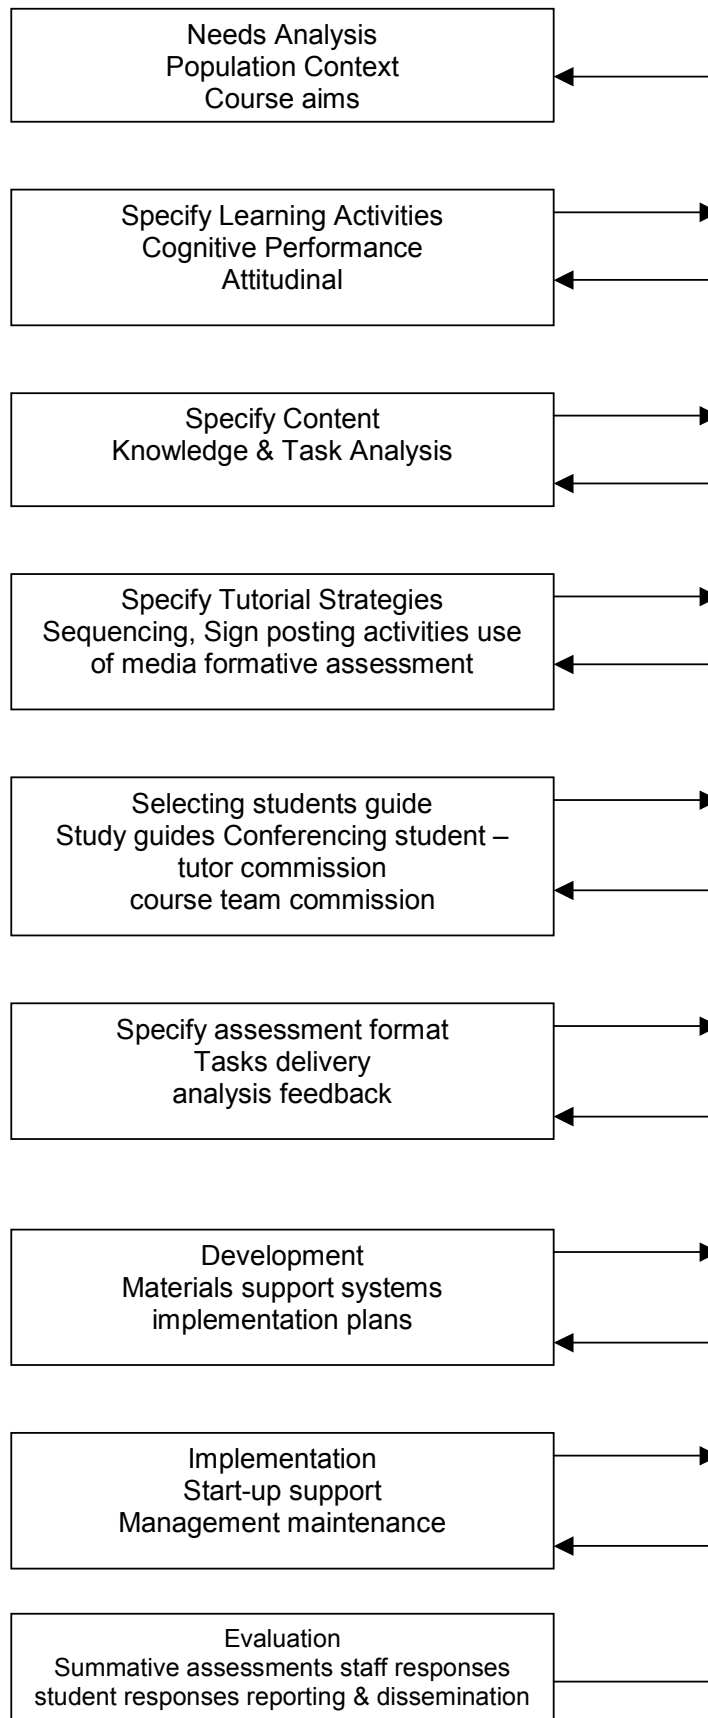 Needs Analysis
Population Context
Course aims
Specify Learning Activities
Cognitive Performance
Attitudinal
Specify Content
Knowledge & Task Analysis
Specify Tutorial Strategies
Sequencing, Sign posting activities use
of media formative assessment
Selecting students guide
Study guides Conferencing student –
tutor commission
course team commission
Specify assessment format
Tasks delivery
analysis feedback
Development
Materials support systems
implementation plans
Implementation
Start-up support
Management maintenance
Evaluation
Summative assessments staff responses
student responses reporting & dissemination